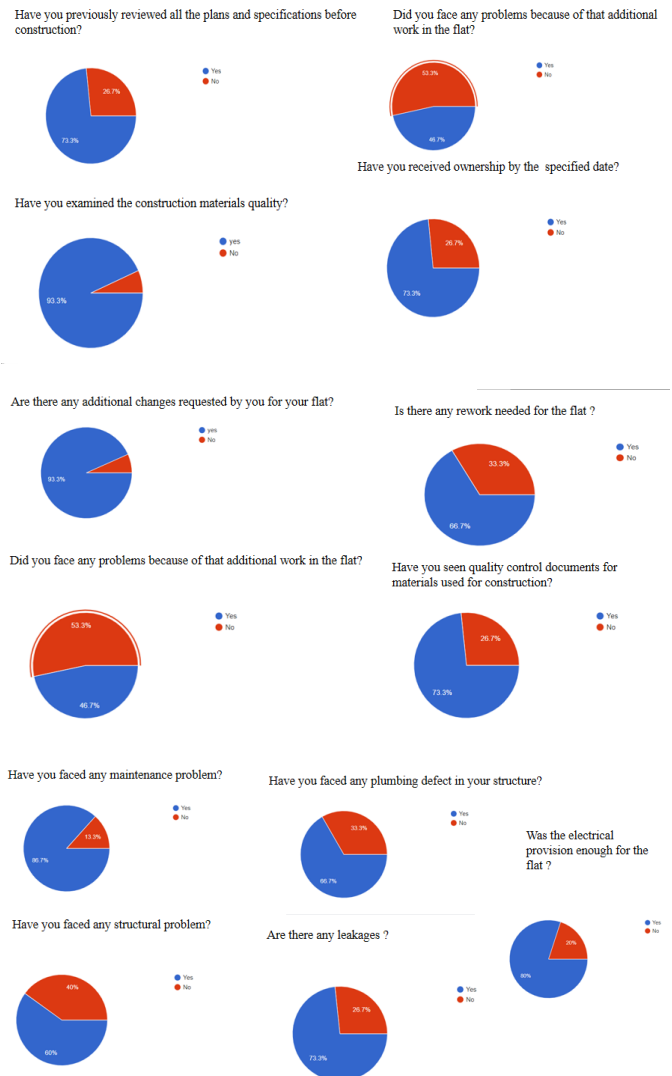 Have you previously reviewed all the plans and specifications before
construction?
Yes
No
26.7%
73.3%
Did you face any problems because of that additional
work in the flat?
Yes
No
53.3%
46.7%
Have you received ownership by the specified date?
Yes
No
26.7%
73.3%
Have you examined the construction materials quality?
yes
No
93.3%
Are there any additional changes requested by you for your flat?
yes
No
93.3%
Is there any rework needed for the flat ?
Yes
No
33.3%
66.7%
Did you face any problems because of that additional work in the flat?
Yes
No
53.3%
46.7%
Have you seen quality control documents for
materials used for construction?
Yes
No
26.7%
73.3%
Have you faced any maintenance problem?
Yes
No
13.3%
86.7%
Have you faced any plumbing defect in your structure?
Yes
No
33.3%
66.7%
Was the electrical
provision enough for the
flat ?
Yes
No
20%
80%
Have you faced any structural problem?
Yes
No
40%
60%
Are there any leakages ?
Yes
No
26.7%
73.3%